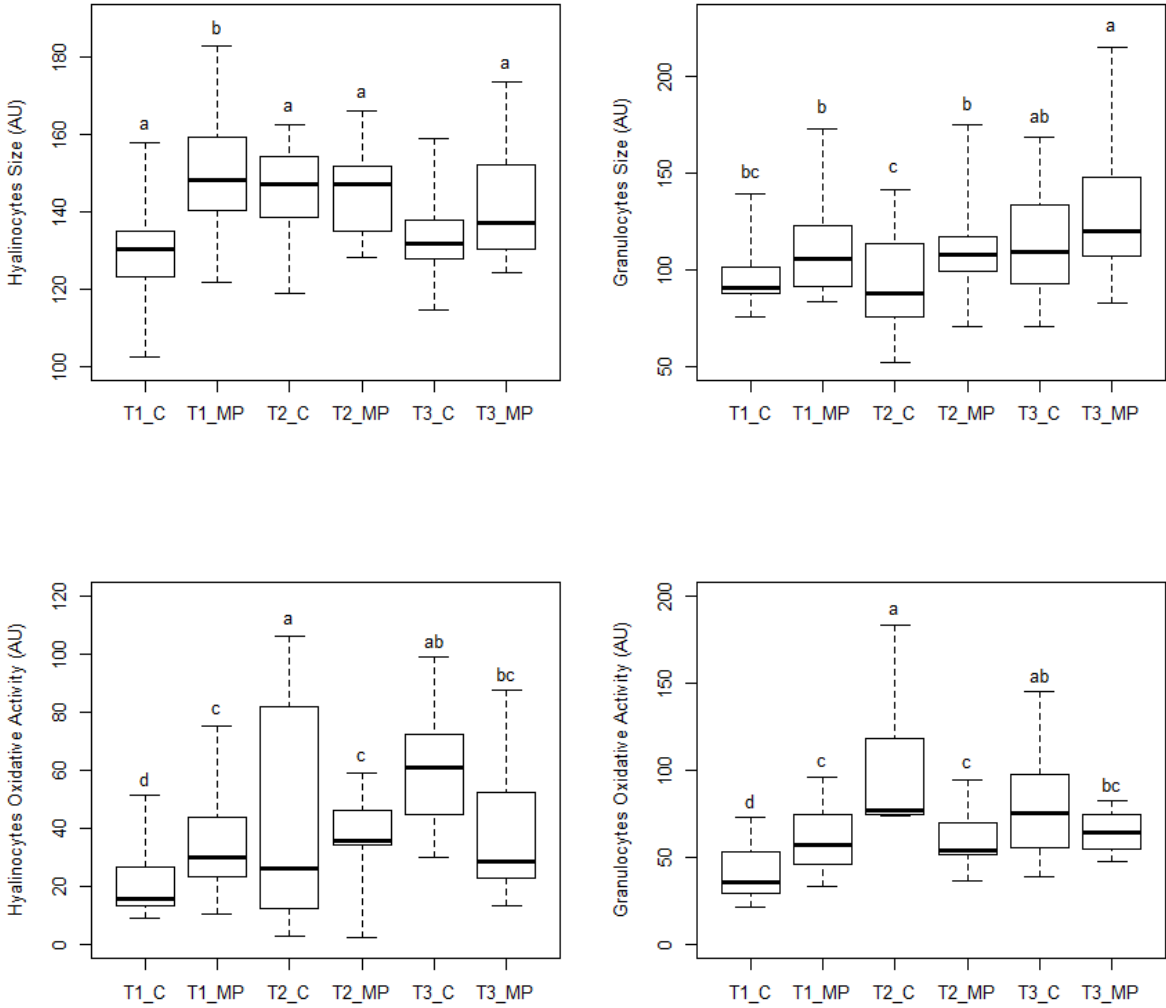 Hyalinocytes Size (AU)
100 120 140 160 180
a b a a a
T1_C T1_MP T2_C T2_MP T3_C T3_MP
Granulocytes Size (AU)
50 100 150 200
bc b c b ab a
T1_C T1_MP T2_C T2_MP T3_C T3_MP
Hyalinocytes Oxidative Activity (AU)
0 20 40 60 80 100 120
d c a c ab bc
T1_C T1_MP T2_C T2_MP T3_C T3_MP
Granulocytes Oxidative Activity (AU)
0 50 100 150 200
d c a c ab bc
T1_C T1_MP T2_C T2_MP T3_C T3_MP